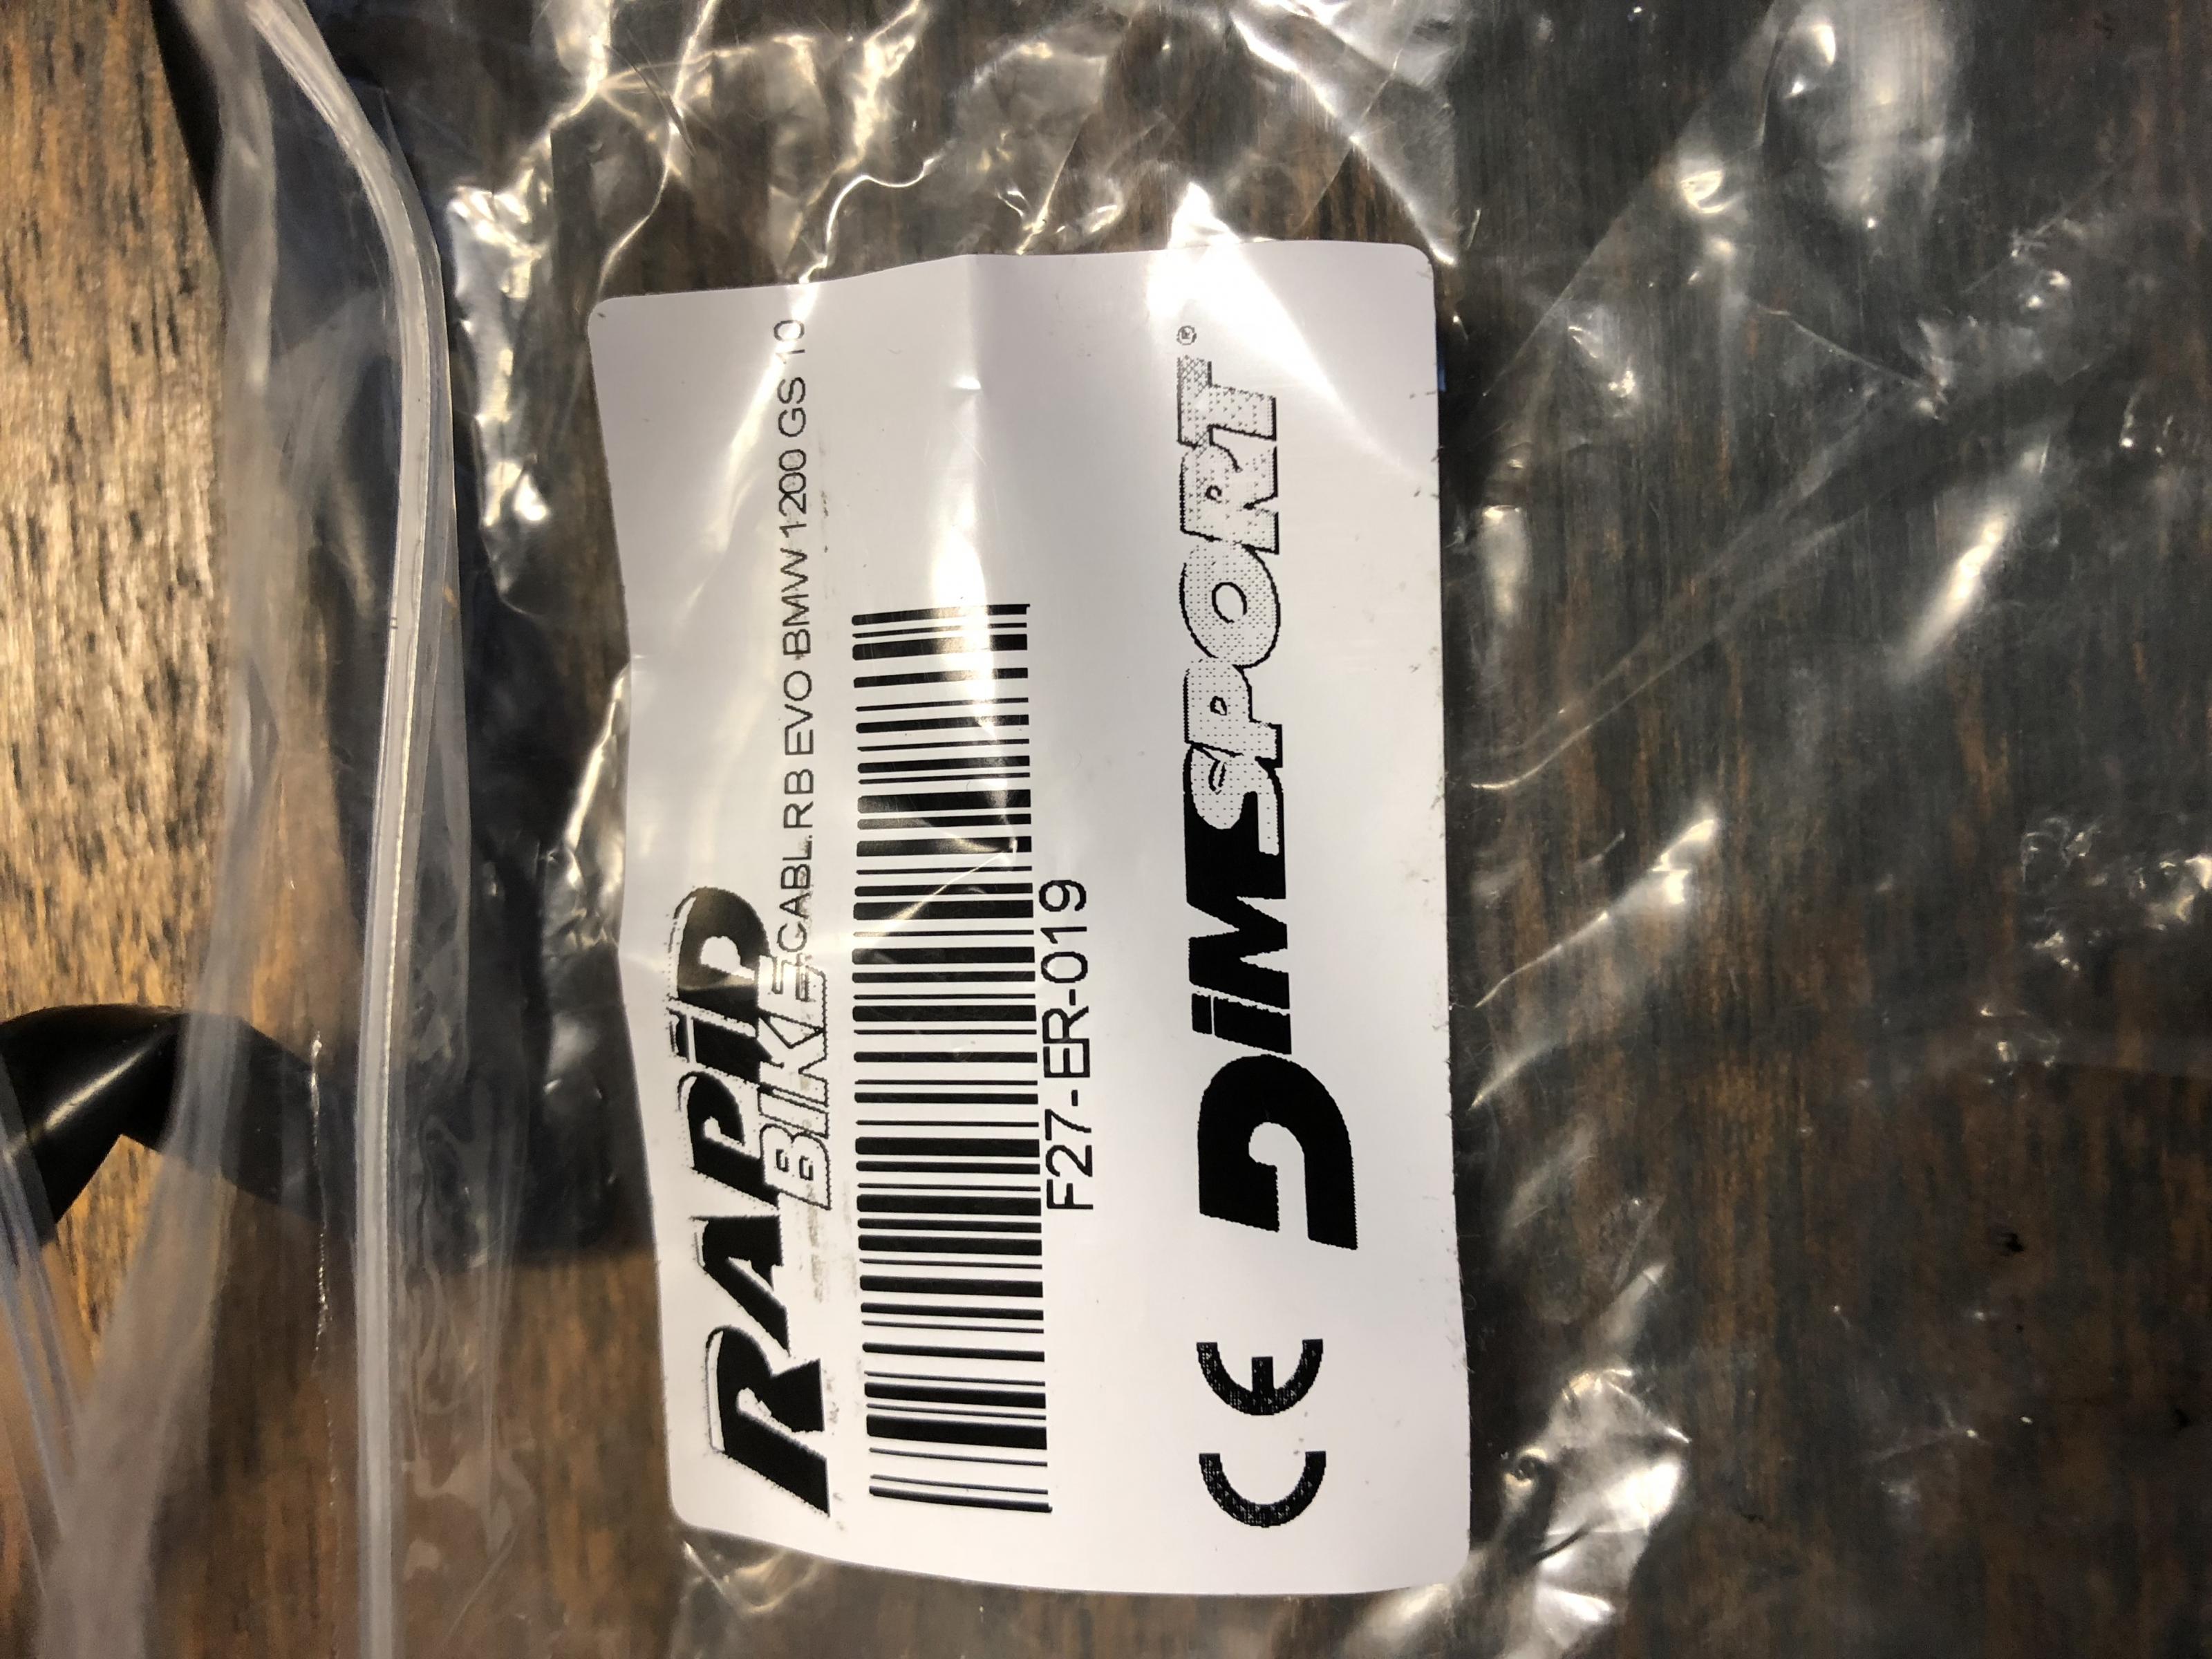 RAPiD
BIKE
CABL.RB EVO BMW 1200 GS 10
F27-ER-019
CE
DiMSPORT®